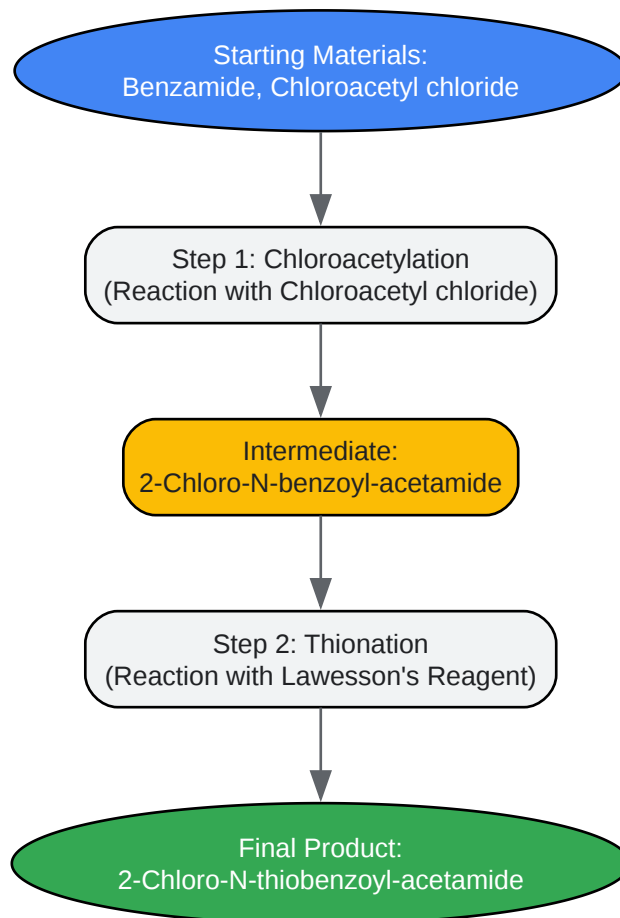 Starting Materials:
Benzamide, Chloroacetyl chloride
Step 1: Chloroacetylation
(Reaction with Chloroacetyl chloride)
Intermediate:
2-Chloro-N-benzoyl-acetamide
Step 2: Thionation
(Reaction with Lawesson's Reagent)
Final Product:
2-Chloro-N-thiobenzoyl-acetamide